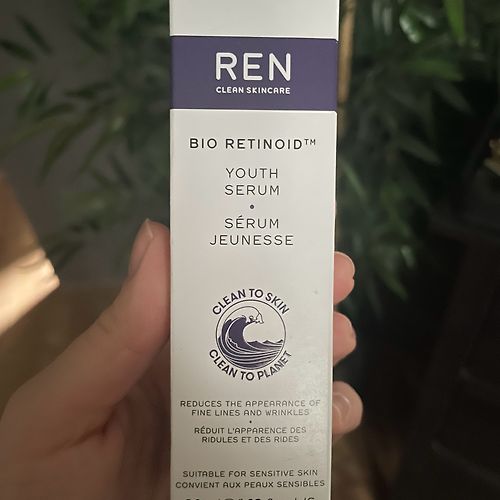 REN
CLEAN SKINCARE
BIO RETINOID™
YOUTH
SERUM
•
SÉRUM
JEUNESSE
CLEAN TO SKIN
CLEAN TO PLANET
REDUCES THE APPEARANCE OF
FINE LINES AND WRINKLES
•
RÉDUIT L'APPARENCE DES
RIDULES ET DES RIDES
SUITABLE FOR SENSITIVE SKIN
CONVIENT AUX PEAUX SENSIBLES